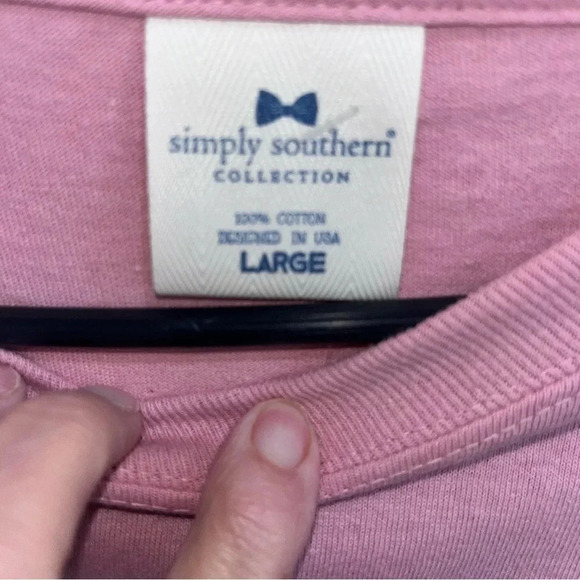 simply southern®
COLLECTION
100% COTTON
DESIGNED IN USA
LARGE